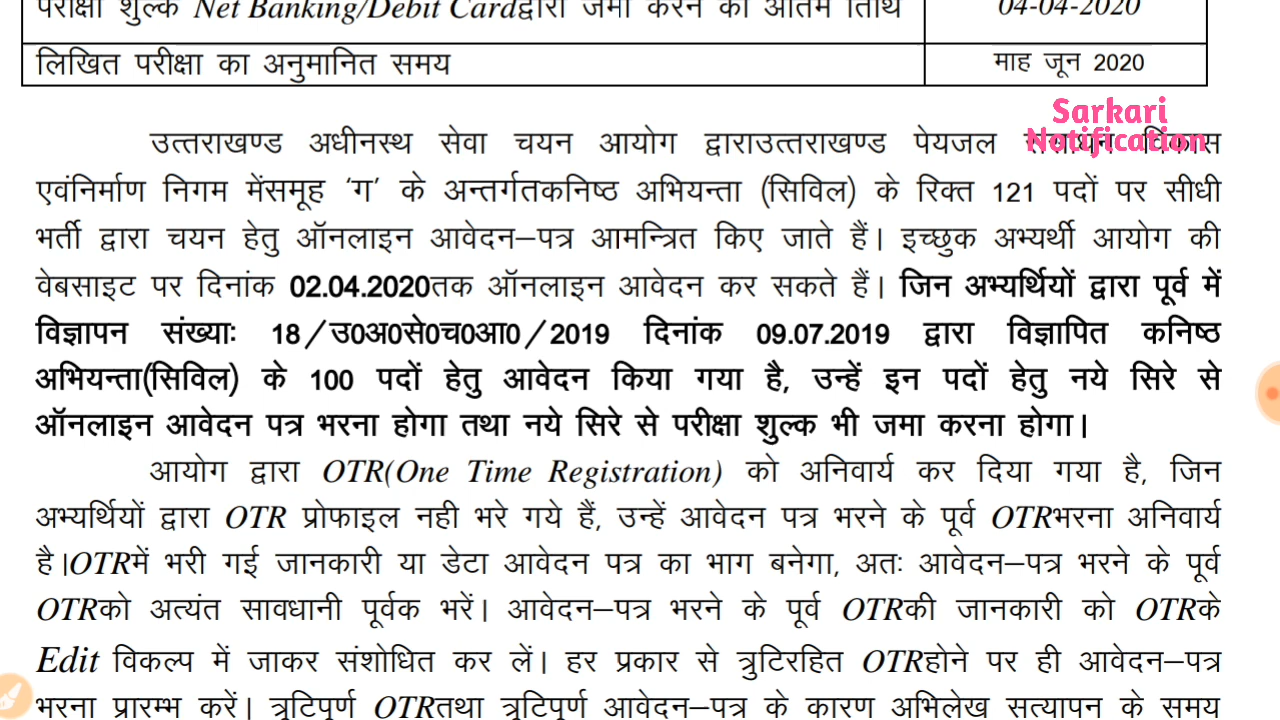 परीक्षा शुल्क Net Banking/Debit Cardद्वारा जमा करने की अंतिम तिथि 04-04-2020
लिखित परीक्षा का अनुमानित समय माह जून 2020
Sarkari
Notification
उत्तराखण्ड अधीनस्थ सेवा चयन आयोग द्वाराउत्तराखण्ड पेयजल संसाधन विकास
एवंनिर्माण निगम मेंसमूह ‘ग’ के अन्तर्गतकनिष्ठ अभियन्ता (सिविल) के रिक्त 121 पदों पर सीधी
भर्ती द्वारा चयन हेतु ऑनलाइन आवेदन–पत्र आमन्त्रित किए जाते हैं। इच्छुक अभ्यर्थी आयोग की
वेबसाइट पर दिनांक 02.04.2020तक ऑनलाइन आवेदन कर सकते हैं। जिन अभ्यर्थियों द्वारा पूर्व में
विज्ञापन संख्याः 18/उ0अ0से0च0आ0/2019 दिनांक 09.07.2019 द्वारा विज्ञापित कनिष्ठ
अभियन्ता(सिविल) के 100 पदों हेतु आवेदन किया गया है, उन्हें इन पदों हेतु नये सिरे से
ऑनलाइन आवेदन पत्र भरना होगा तथा नये सिरे से परीक्षा शुल्क भी जमा करना होगा।
आयोग द्वारा OTR(One Time Registration) को अनिवार्य कर दिया गया है, जिन
अभ्यर्थियों द्वारा OTR प्रोफाइल नही भरे गये हैं, उन्हें आवेदन पत्र भरने के पूर्व OTRभरना अनिवार्य
है।OTRमें भरी गई जानकारी या डेटा आवेदन पत्र का भाग बनेगा, अतः आवेदन–पत्र भरने के पूर्व
OTRको अत्यंत सावधानी पूर्वक भरें। आवेदन–पत्र भरने के पूर्व OTRकी जानकारी को OTRके
Edit विकल्प में जाकर संशोधित कर लें। हर प्रकार से त्रुटिरहित OTRहोने पर ही आवेदन–पत्र
भरना प्रारम्भ करें। त्रुटिपूर्ण OTRतथा त्रुटिपूर्ण आवेदन–पत्र के कारण अभिलेख सत्यापन के समय